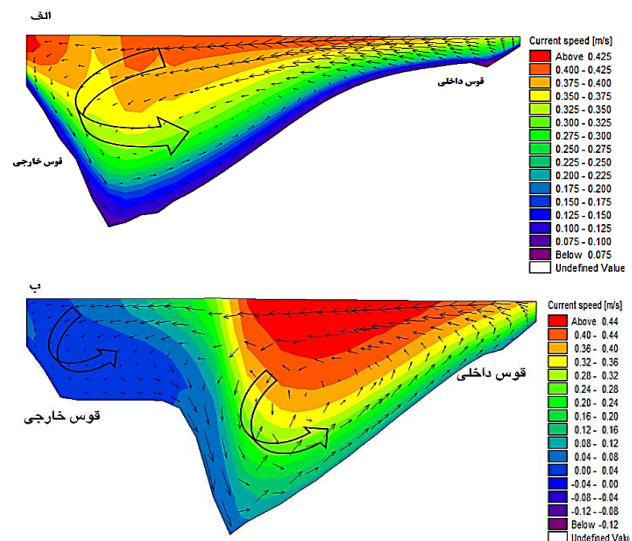 الف
Current speed [m/s]
Above 0.425
0.400 - 0.425
0.375 - 0.400
0.350 - 0.375
0.325 - 0.350
0.300 - 0.325
0.275 - 0.300
0.250 - 0.275
0.225 - 0.250
0.200 - 0.225
0.175 - 0.200
0.150 - 0.175
0.125 - 0.150
0.100 - 0.125
0.075 - 0.100
Below 0.075
Undefined Value
قوس داخلی
قوس خارجی
ب
Current speed [m/s]
Above 0.44
0.40 - 0.44
0.36 - 0.40
0.32 - 0.36
0.28 - 0.32
0.24 - 0.28
0.20 - 0.24
0.16 - 0.20
0.12 - 0.16
0.08 - 0.12
0.04 - 0.08
0.00 - 0.04
-0.04 - 0.00
-0.08 - -0.04
-0.12 - -0.08
Below -0.12
Undefined Value
قوس داخلی
قوس خارجی